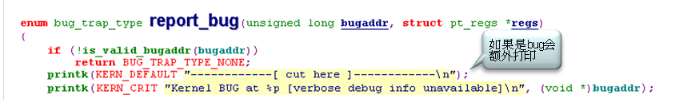 enum bug_trap_type report_bug(unsigned long bugaddr, struct pt_regs *regs)
{
if (!is_valid_bugaddr(bugaddr))
return BUG_TRAP_TYPE_NONE;
printk(KERN_DEFAULT "------------[ cut here ]------------\n");
printk(KERN_CRIT "Kernel BUG at %p [verbose debug info unavailable]\n", (void *)bugaddr);
如果是bug会
额外打印